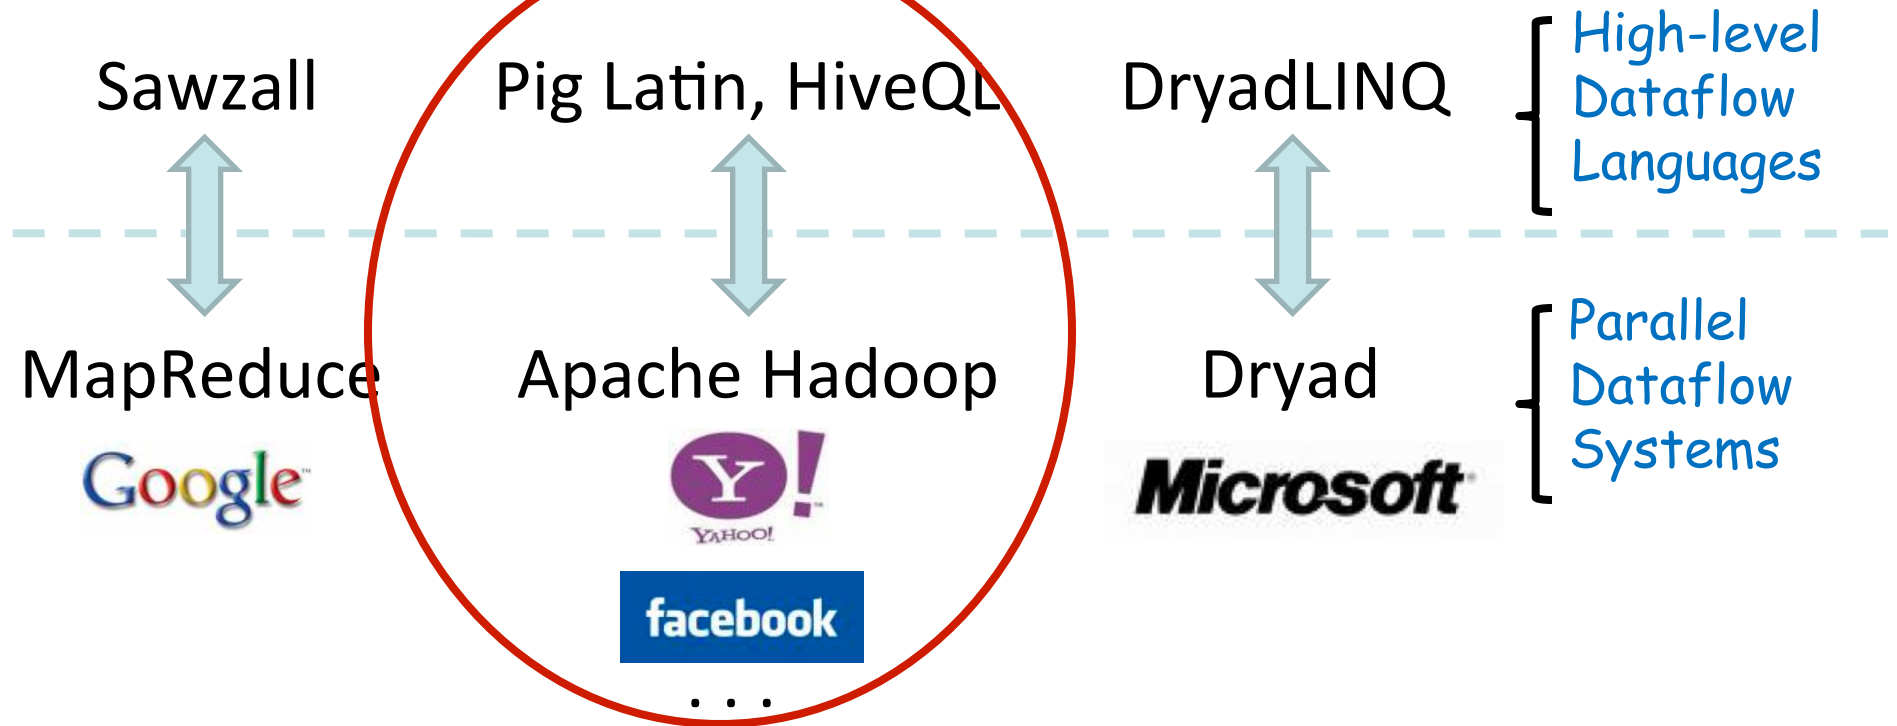 Sawzall
Pig Latin, HiveQL
DryadLINQ
High-level
Dataflow
Languages
MapReduce
Apache Hadoop
Dryad
Parallel
Dataflow
Systems
Google™
Y!
YAHOO!
Microsoft
facebook
. . .